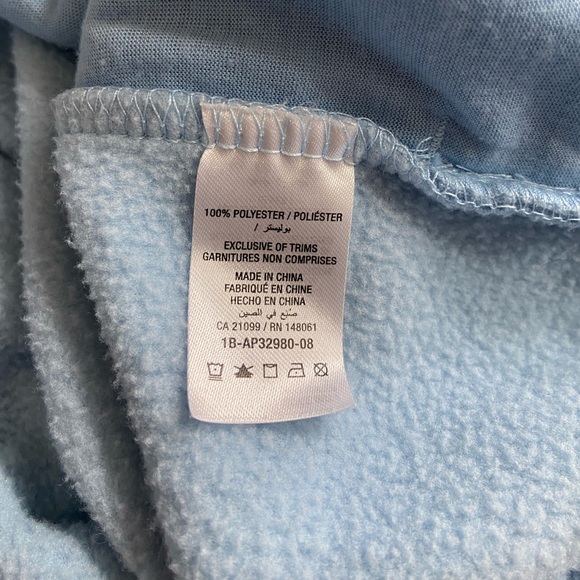 100% POLYESTER / POLIÉSTER
بوليستر /
EXCLUSIVE OF TRIMS
GARNITURES NON COMPRISES
MADE IN CHINA
FABRIQUÉ EN CHINE
HECHO EN CHINA
صنع في الصين
CA 21099 / RN 148061
1B-AP32980-08